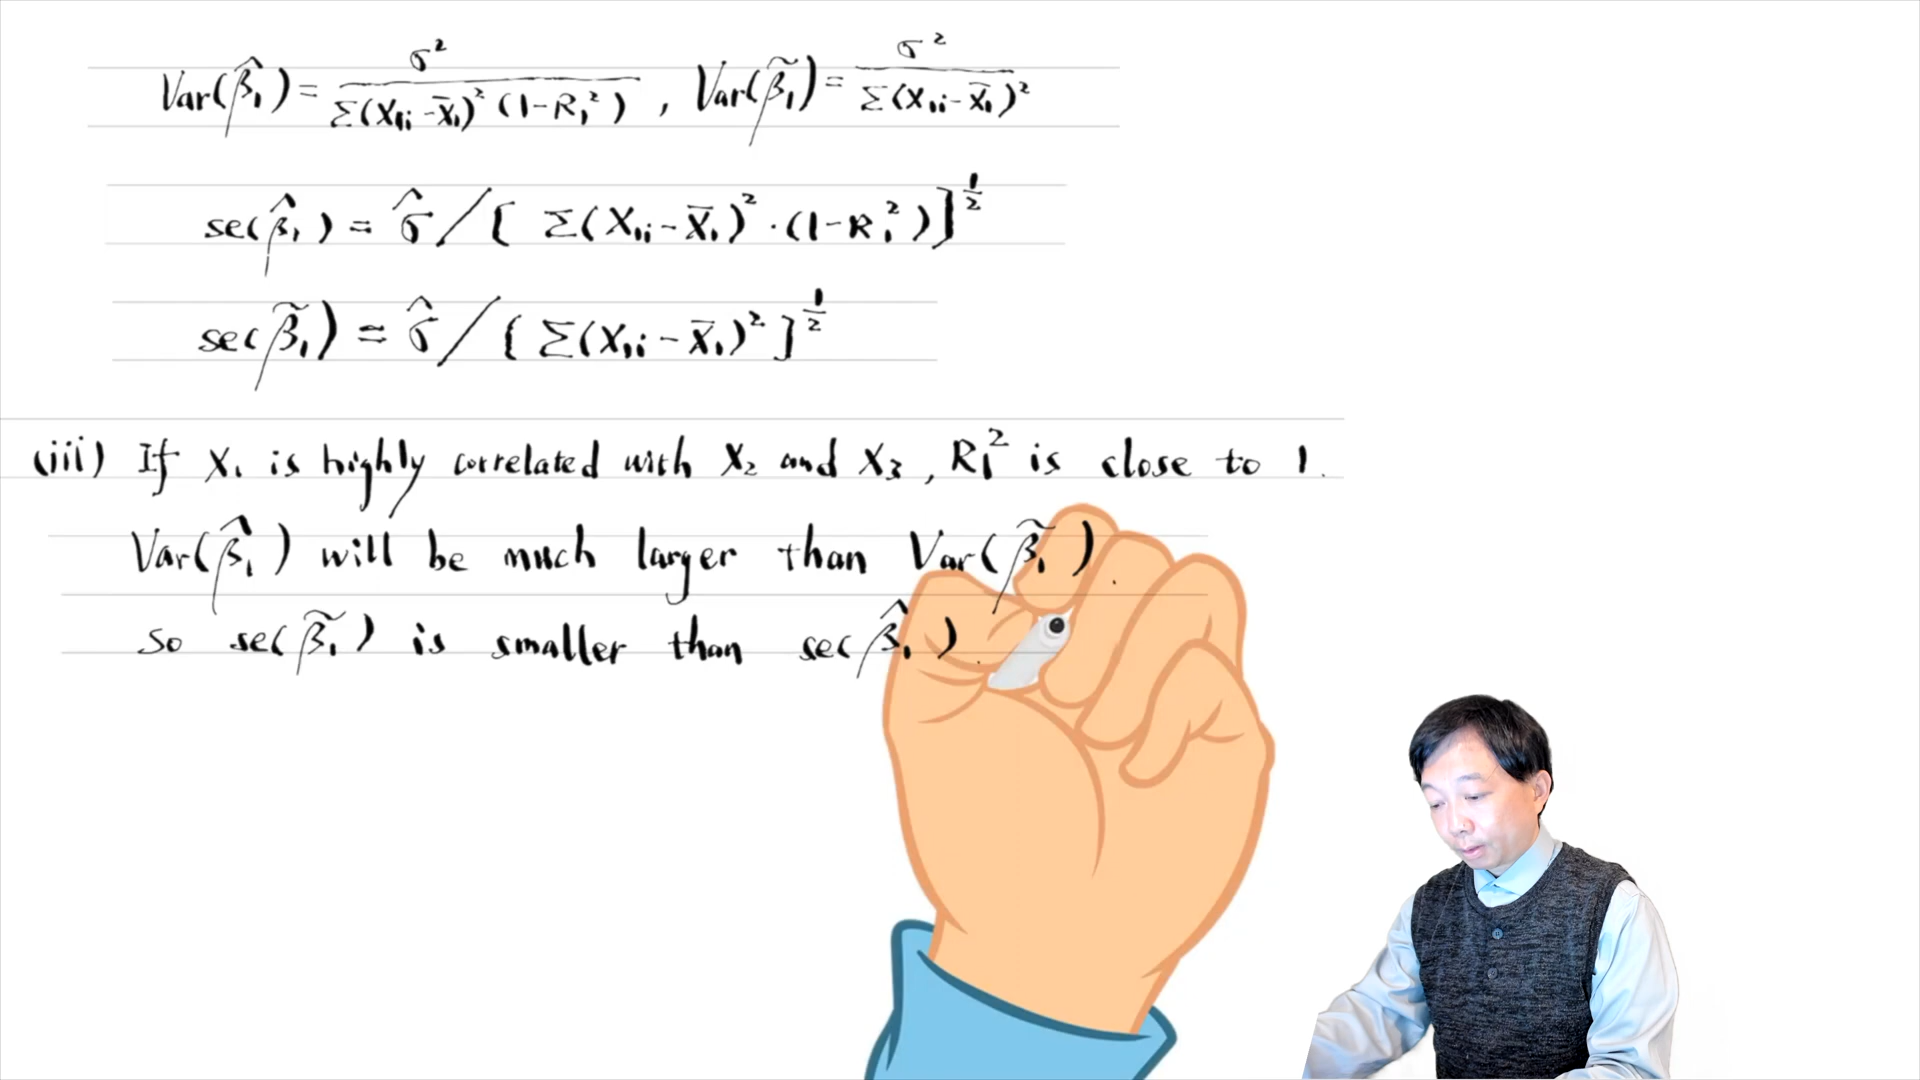 Var(β̂₁) = σ² / Σ(X₁ᵢ - X̄₁)² (1 - R₁²) , Var(β̃₁) = σ² / Σ(X₁ᵢ - X̄₁)²
se(β̂₁) = σ̂ / [ Σ(X₁ᵢ - X̄₁)² · (1 - R₁²)]^½
se(β̃₁) = σ̂ / [ Σ(X₁ᵢ - X̄₁)² ]^½
(iii) If X₁ is highly correlated with X₂ and X₃, R₁² is close to 1.
Var(β̂₁) will be much larger than Var(β̃₁).
so se(β̃₁) is smaller than se(β̂₁).